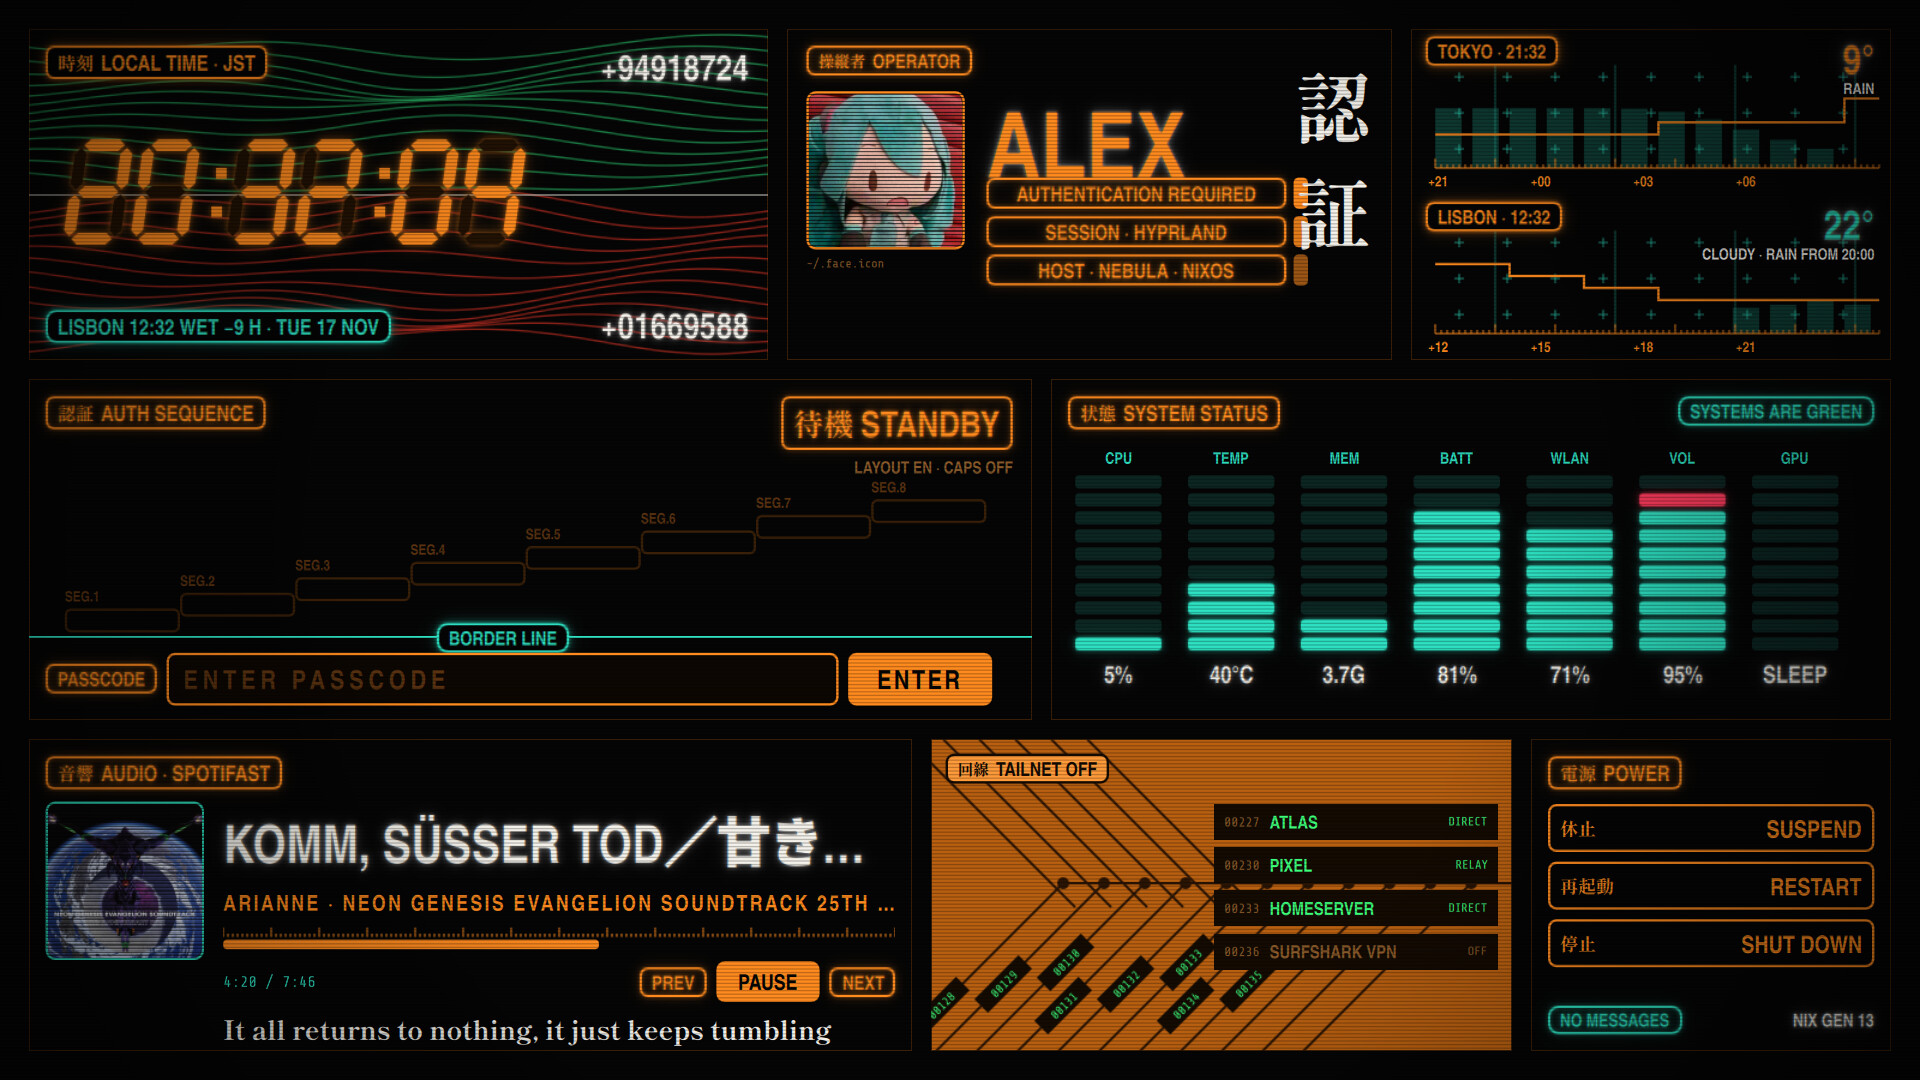 時刻 LOCAL TIME · JST
+94918724
21:32:04
LISBON 12:32 WET −9 H · TUE 17 NOV
+01669588
操縦者 OPERATOR
~/.face.icon
ALEX
AUTHENTICATION REQUIRED
SESSION · HYPRLAND
HOST · NEBULA · NIXOS
認証
TOKYO · 21:32
9°
RAIN
+21 +00 +03 +06
LISBON · 12:32
22°
CLOUDY · RAIN FROM 20:00
+12 +15 +18 +21
認証 AUTH SEQUENCE
待機 STANDBY
LAYOUT EN · CAPS OFF
SEG.1
SEG.2
SEG.3
SEG.4
SEG.5
SEG.6
SEG.7
SEG.8
BORDER LINE
PASSCODE
ENTER PASSCODE
ENTER
状態 SYSTEM STATUS
SYSTEMS ARE GREEN
CPU TEMP MEM BATT WLAN VOL GPU
5% 40°C 3.7G 81% 71% 95% SLEEP
音響 AUDIO · SPOTIFAST
NEON GENESIS EVANGELION SOUNDTRACK
KOMM, SÜSSER TOD／甘き...
ARIANNE · NEON GENESIS EVANGELION SOUNDTRACK 25TH ...
4:20 / 7:46
PREV
PAUSE
NEXT
It all returns to nothing, it just keeps tumbling
回線 TAILNET OFF
00227 ATLAS DIRECT
00230 PIXEL RELAY
00233 HOMESERVER DIRECT
00236 SURFSHARK VPN OFF
00128
00129
00130
00131
00132
00133
00134
00135
電源 POWER
休止 SUSPEND
再起動 RESTART
停止 SHUT DOWN
NO MESSAGES
NIX GEN 13